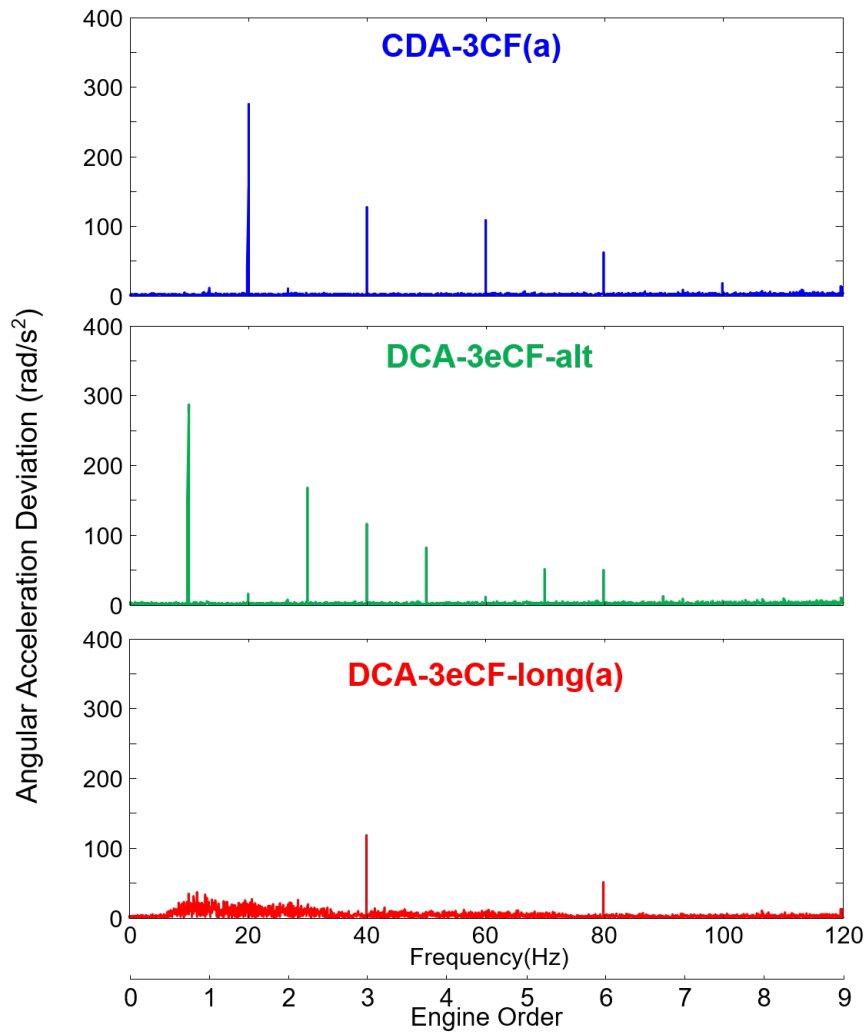 Angular Acceleration Deviation (rad/s²)
400
300
200
100
0
CDA-3CF(a)
400
300
200
100
0
DCA-3eCF-alt
400
300
200
100
0
DCA-3eCF-long(a)
0 20 40 60 80 100 120
Frequency(Hz)
0 1 2 3 4 5 6 7 8 9
Engine Order